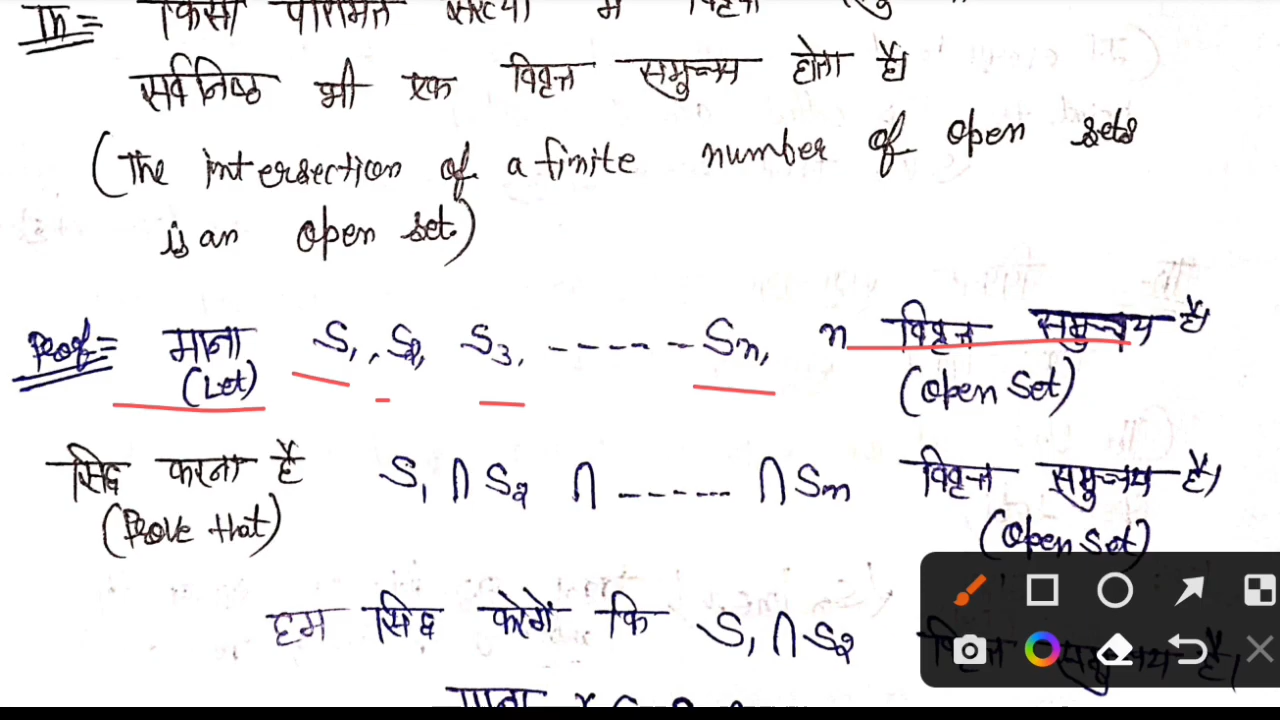 Th = किसी परिमित संख्या में विवृत्त
सर्वनिष्ठ भी एक विवृत्त समुच्चय होता है।
(The intersection of a finite number of open sets
is an open set.)
Proof = माना S₁, S₂, S₃, ------ Sn, n विवृत्त समुच्चय है
(Let) (Open Set)
सिद्ध करना है S₁ ∩ S₂ ∩ ------ ∩ Sn विवृत्त समुच्चय है।
(Prove that) (Open Set)
हम सिद्ध करेगें कि S₁ ∩ S₂ विवृत्त समुच्चय है।
माना